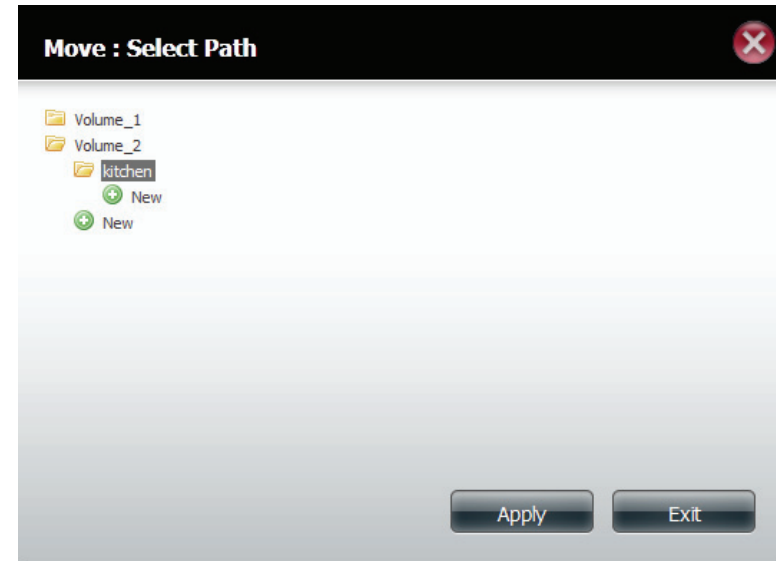 Move : Select Path
Volume_1
Volume_2
kitchen
New
New
Apply Exit